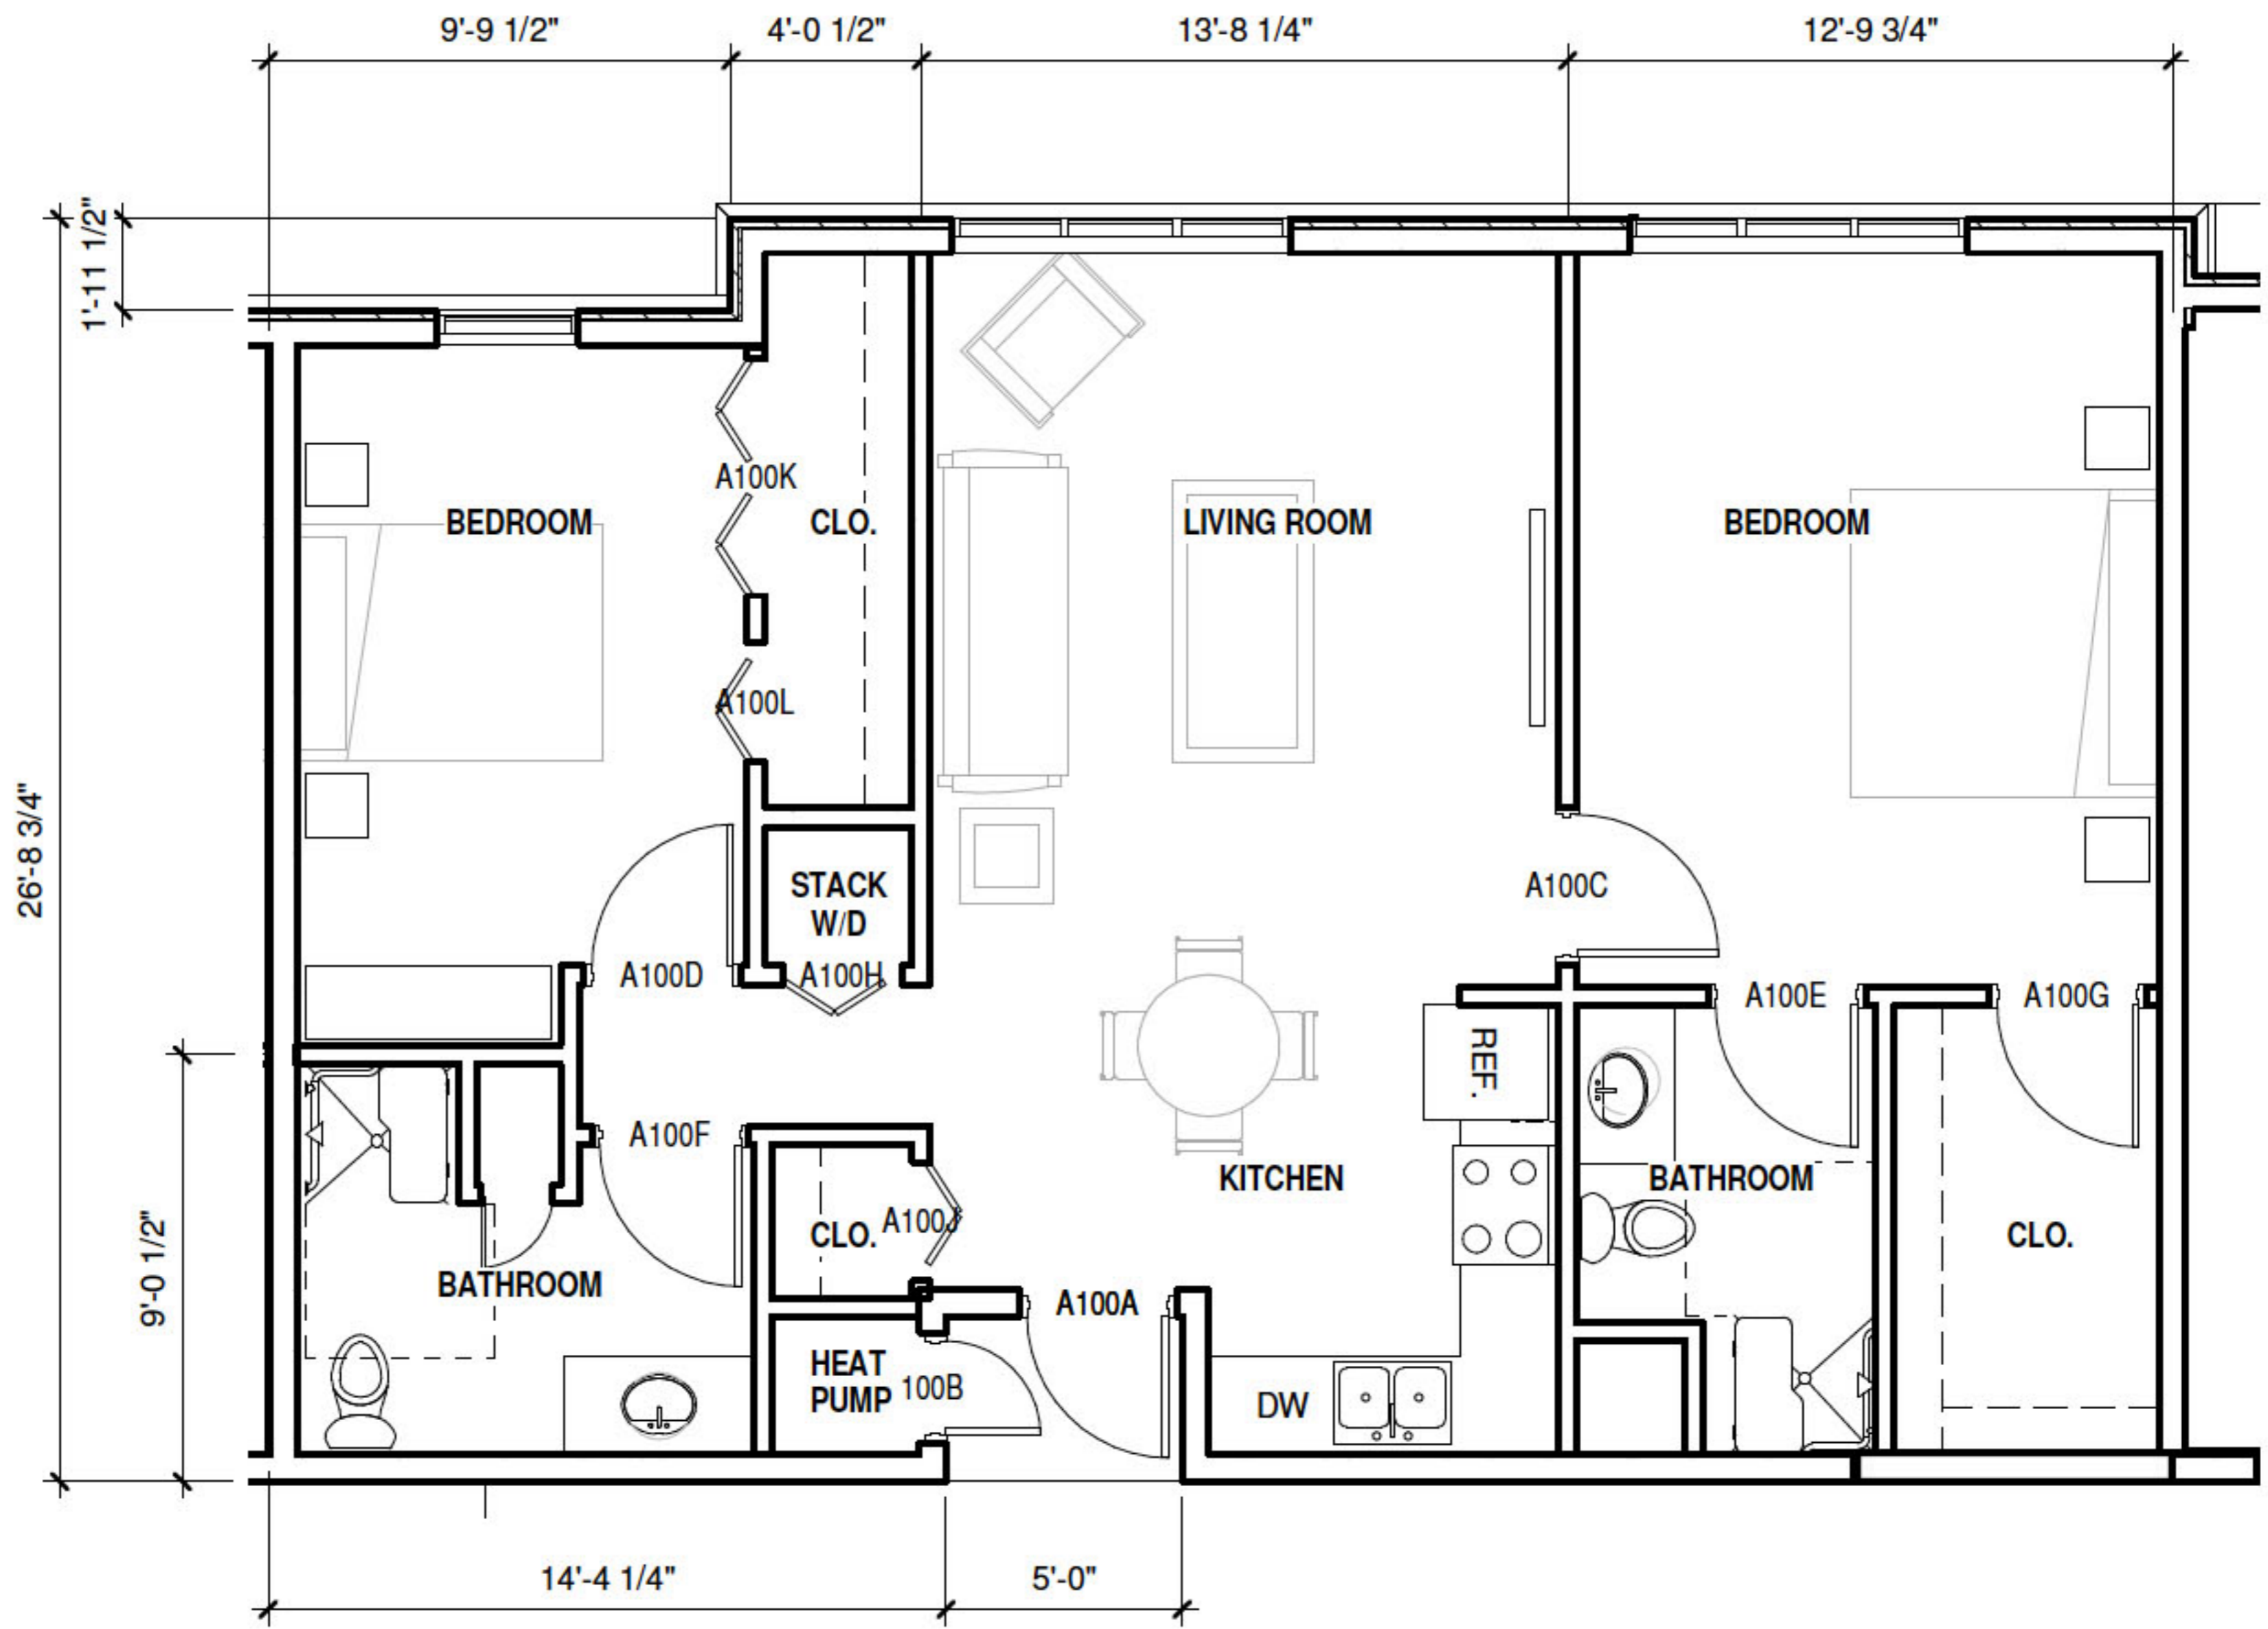 9'-9 1/2"
4'-0 1/2"
13'-8 1/4"
12'-9 3/4"
1'-11 1/2"
A100K
BEDROOM
CLO.
LIVING ROOM
BEDROOM
A100L
26'-8 3/4"
STACK
W/D
A100C
A100D
A100H
A100E
A100G
REF.
A100F
KITCHEN
BATHROOM
CLO.
A100J
CLO.
9'-0 1/2"
BATHROOM
A100A
HEAT
PUMP
100B
DW
14'-4 1/4"
5'-0"